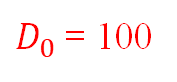 D₀ = 100